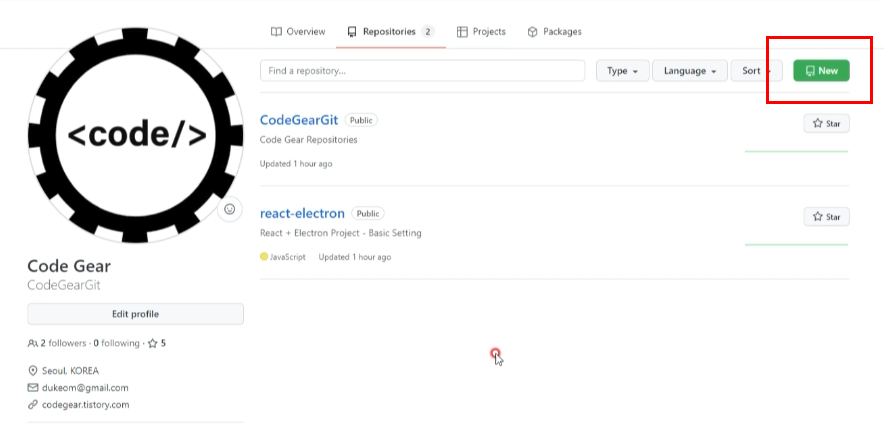 Overview Repositories 2 Projects Packages
Find a repository... Type Language Sort New
<code/>
CodeGearGit Public Star
Code Gear Repositories
Updated 1 hour ago
react-electron Public Star
React + Electron Project - Basic Setting
JavaScript Updated 1 hour ago
Code Gear
CodeGearGit
Edit profile
2 followers · 0 following · 5
Seoul, KOREA
dukeom@gmail.com
codegear.tistory.com